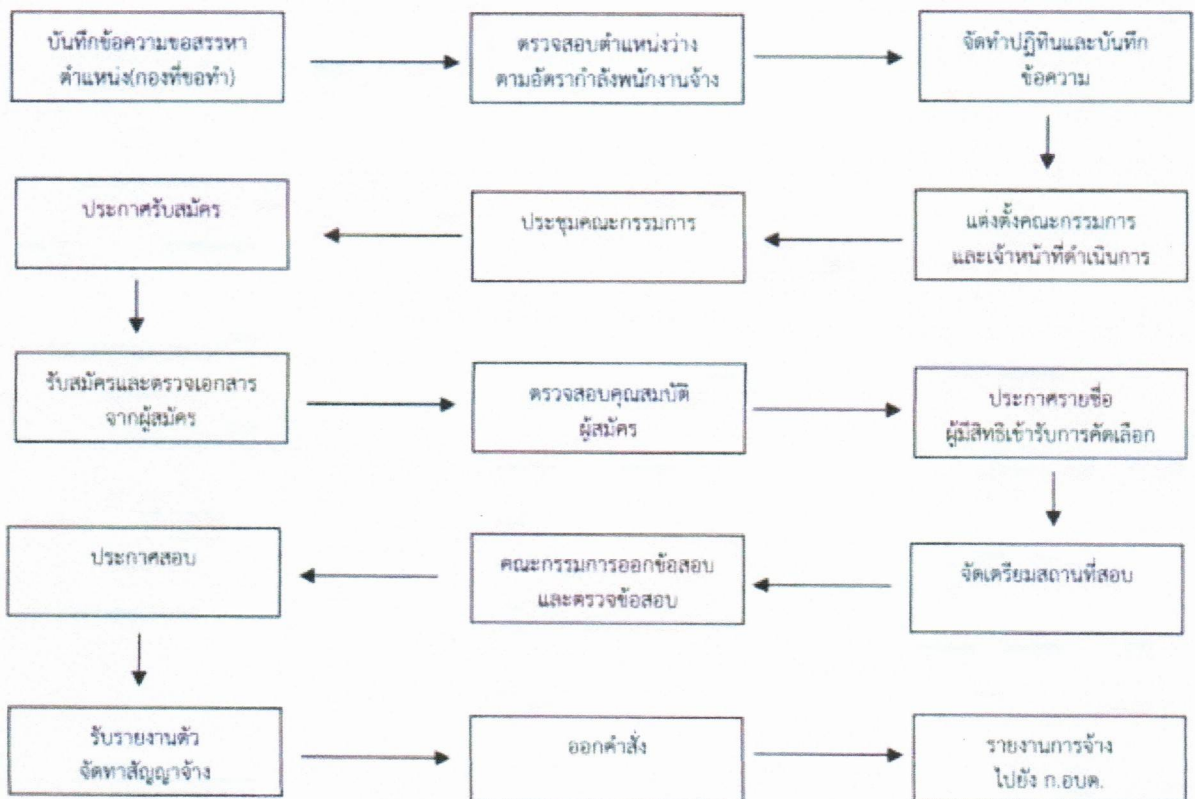 บันทึกข้อความขอสรรหา
ตำแหน่ง(กองที่ขอทำ)
ตรวจสอบตำแหน่งว่าง
ตามอัตรากำลังพนักงานจ้าง
จัดทำปฏิทินและบันทึก
ข้อความ
แต่งตั้งคณะกรรมการ
และเจ้าหน้าที่ดำเนินการ
ประชุมคณะกรรมการ
ประกาศรับสมัคร
รับสมัครและตรวจเอกสาร
จากผู้สมัคร
ตรวจสอบคุณสมบัติ
ผู้สมัคร
ประกาศรายชื่อ
ผู้มีสิทธิเข้ารับการคัดเลือก
จัดเตรียมสถานที่สอบ
คณะกรรมการออกข้อสอบ
และตรวจข้อสอบ
ประกาศสอบ
รับรายงานตัว
จัดทาสัญญาจ้าง
ออกคำสั่ง
รายงานการจ้าง
ไปยัง ก.อบต.